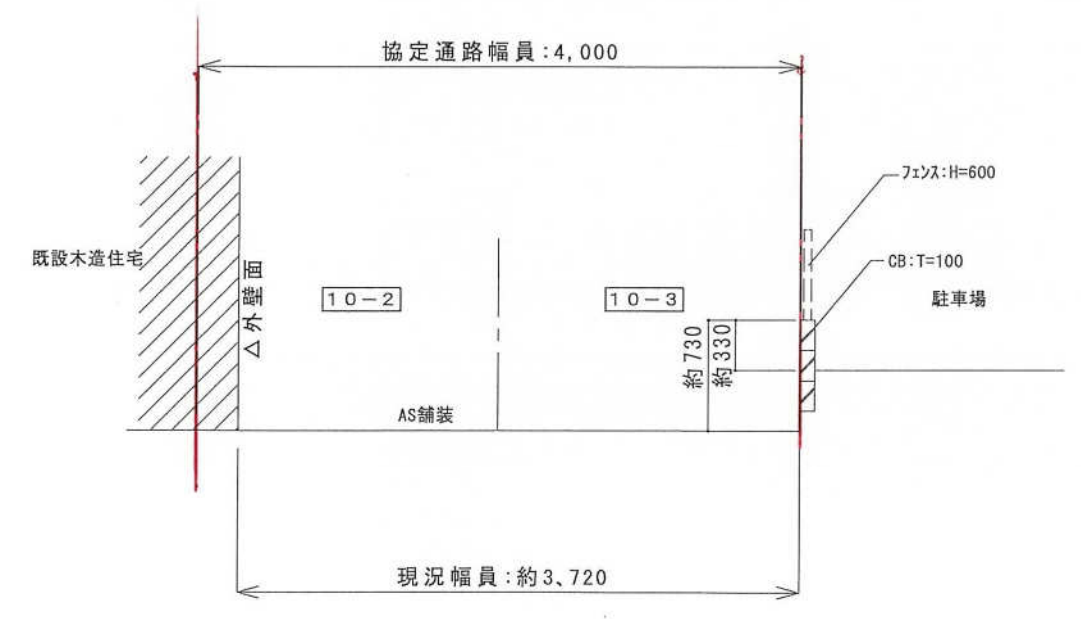 協定通路幅員:4,000
フェンス:H=600
既設木造住宅
CB:T=100
△外壁面
10-2
10-3
駐車場
約730
約330
AS舗装
現況幅員:約3、720